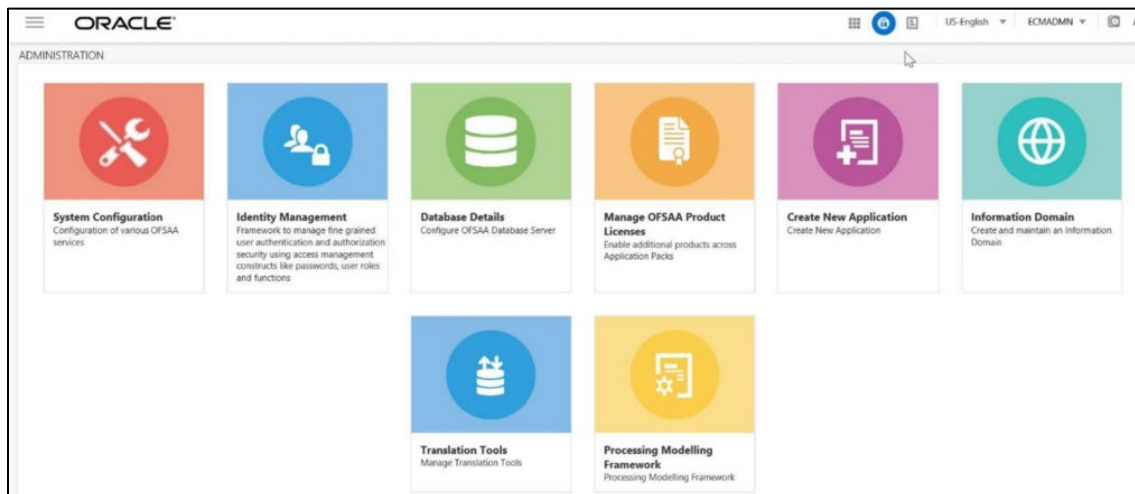 ORACLE
US-English
ECMADMN
ADMINISTRATION
System Configuration
Configuration of various OFSAA
services
Identity Management
Framework to manage fine grained
user authentication and authorization
security using access management
constructs like passwords, user roles
and functions
Database Details
Configure OFSAA Database Server
Manage OFSAA Product
Licenses
Enable additional products across
Application Packs
Create New Application
Create New Application
Information Domain
Create and maintain an Information
Domain
Translation Tools
Manage Translation Tools
Processing Modelling
Framework
Processing Modelling Framework